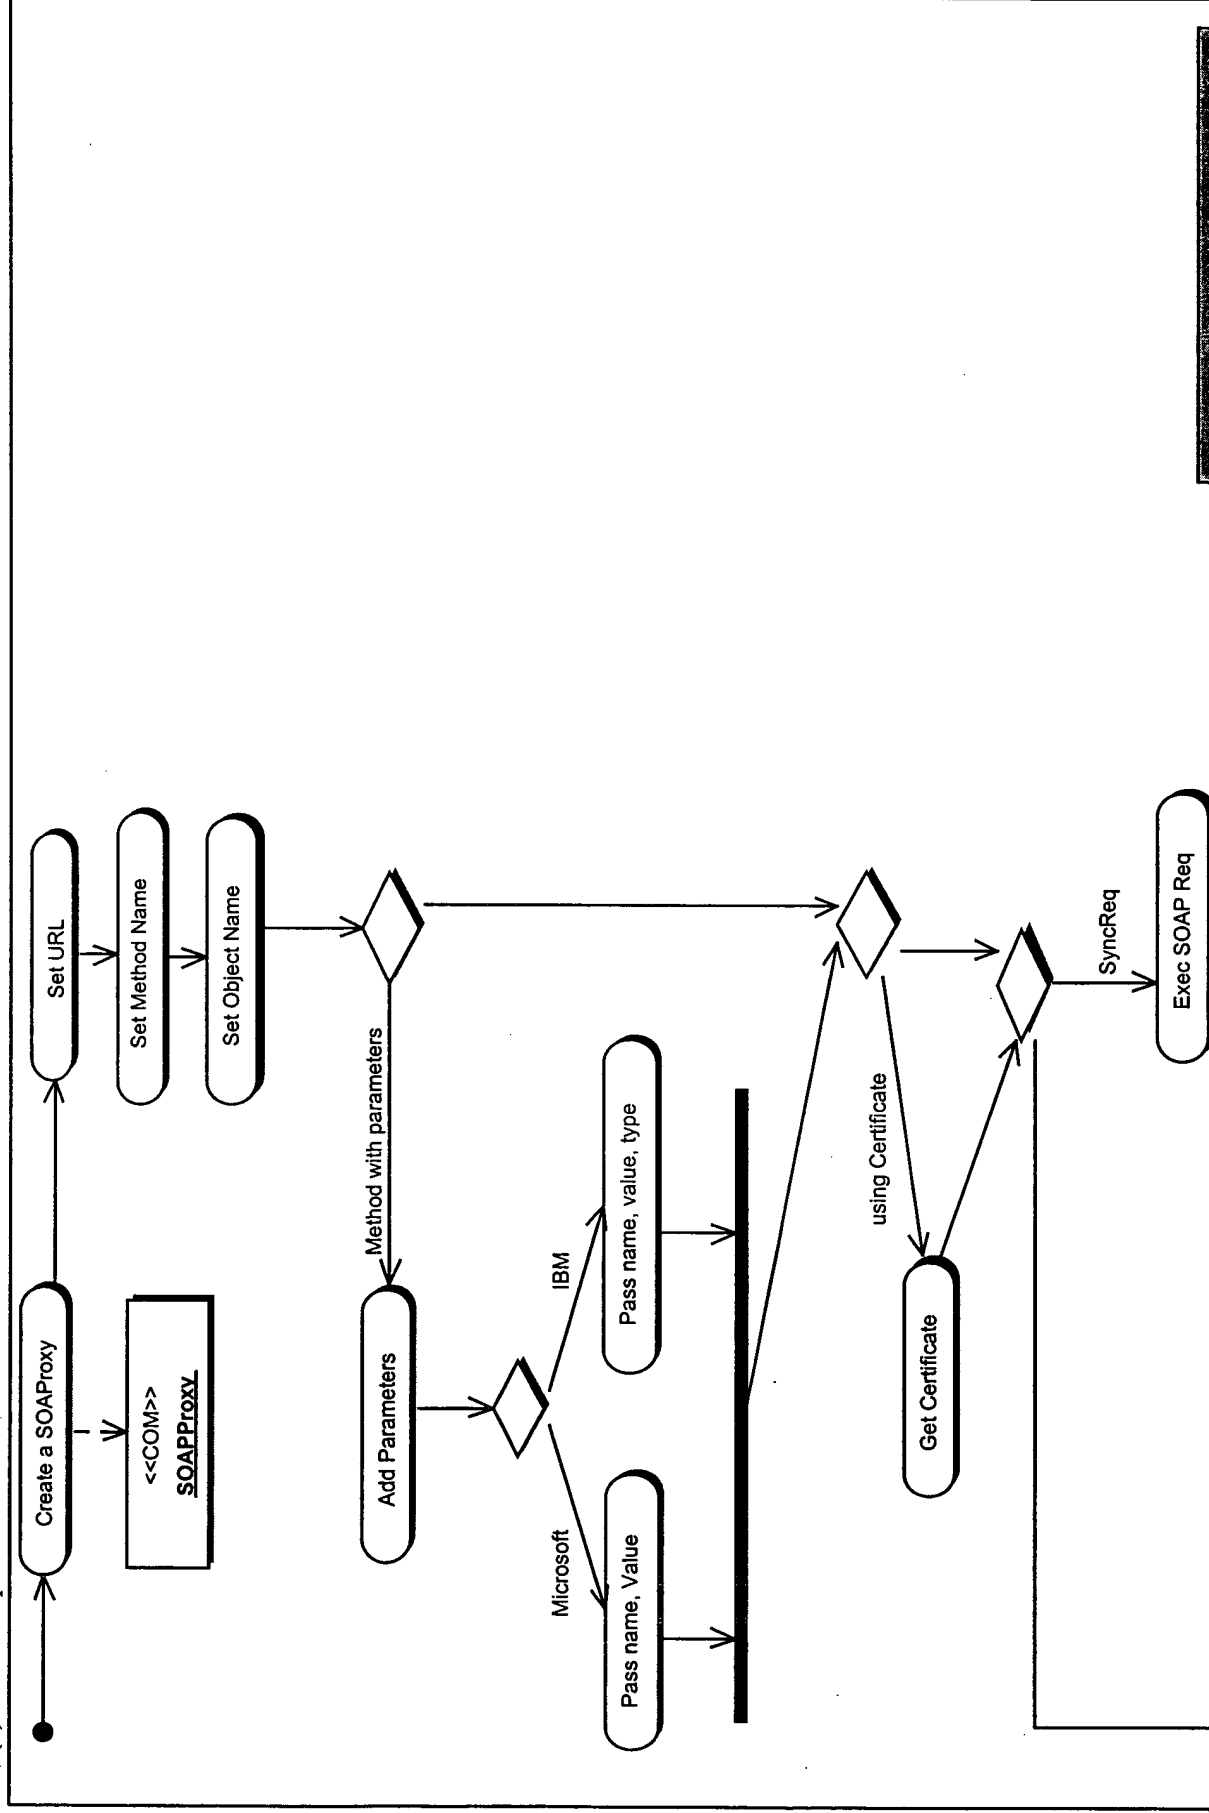 Create a SOAProxy
<<COM>>
SOAPProxy
Set URL
Set Method Name
Set Object Name
Method with parameters
Add Parameters
Microsoft
IBM
Pass name, Value
Pass name, value, type
using Certificate
Get Certificate
SyncReq
Exec SOAP Req